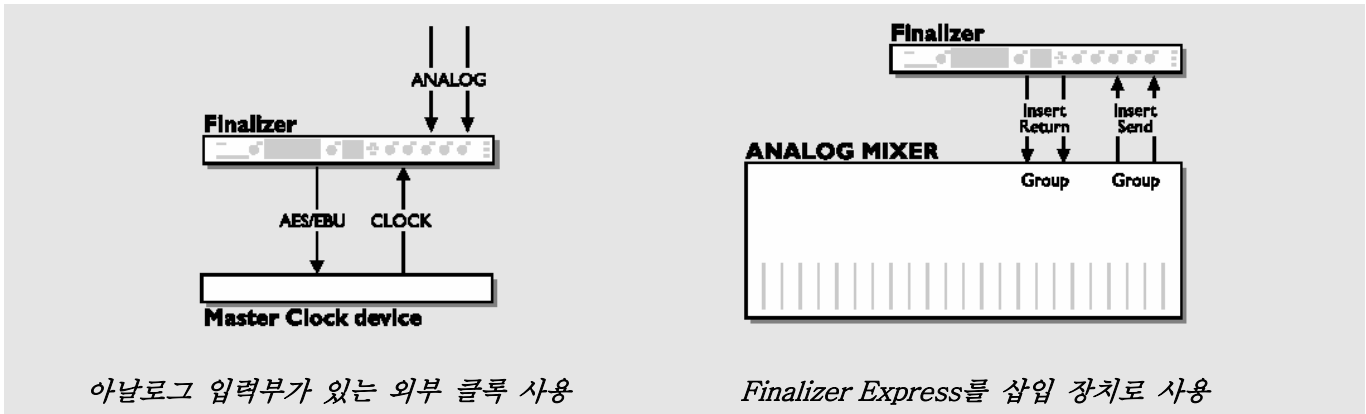 ANALOG
Finalizer
AES/EBU CLOCK
Master Clock device
아날로그 입력부가 있는 외부 클록 사용
Finalizer
Insert Return
Insert Send
ANALOG MIXER
Group Group
Finalizer Express를 삽입 장치로 사용